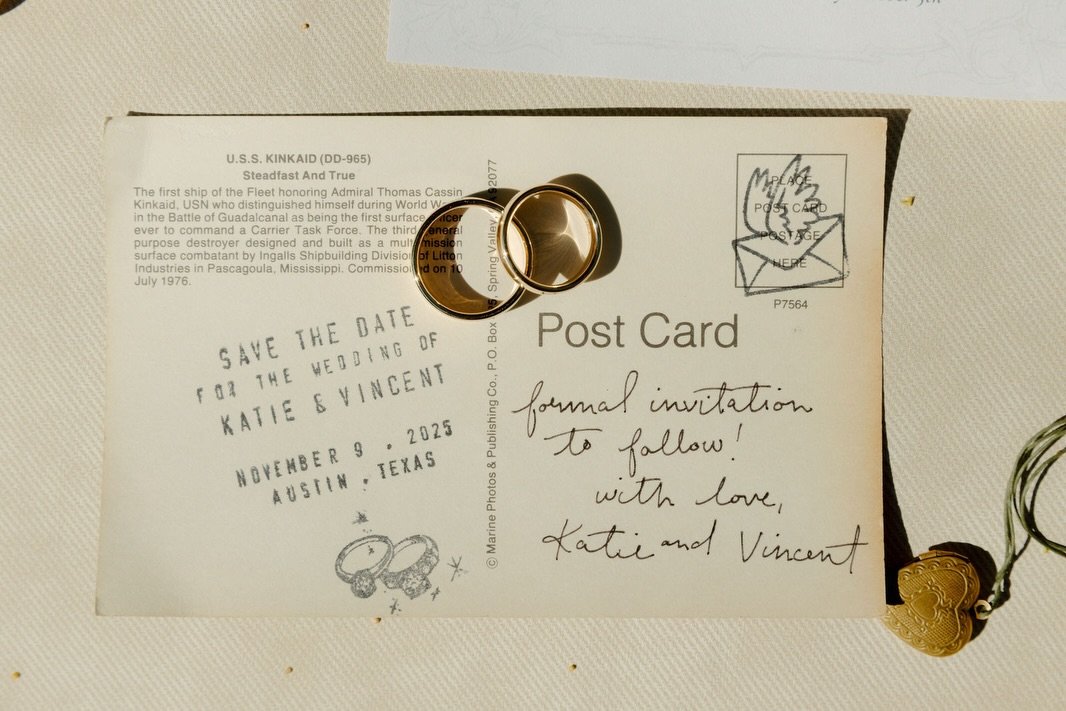 U.S.S. KINKAID (DD-965)
Steadfast And True
The first ship of the Fleet honoring Admiral Thomas Cassin
Kinkaid, USN who distinguished himself during World
in the Battle of Guadalcanal as being the first surface
ever to command a Carrier Task Force. The third
purpose destroyer designed and built as a
surface combatant by Ingalls Shipbuilding Division of Litton
Industries in Pascagoula, Mississippi. Commissioned on 10
July 1976.
SAVE THE DATE
FOR THE WEDDING OF
KATIE & VINCENT
NOVEMBER 9 . 2025
AUSTIN , TEXAS
© Marine Photos & Publishing Co., P.O. Box Spring Valley, 92077
PLACE
POST CARD
POSTAGE
HERE
P7564
Post Card
formal invitation
to follow!
with love,
Katie and Vincent